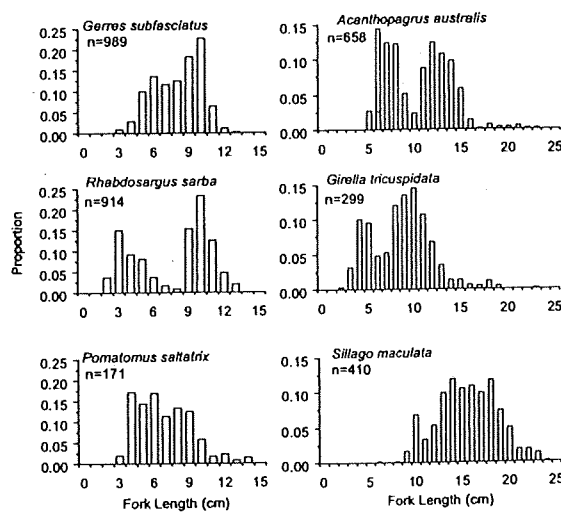 Gerres subfasciatus
n=989
0.25
0.20
0.15
0.10
0.05
0.00
0 3 6 9 12 15
Acanthopagrus australis
n=658
0.15
0.10
0.05
0.00
0 5 10 15 20 25
Proportion
Rhabdosargus sarba
n=914
0.25
0.20
0.15
0.10
0.05
0.00
0 3 6 9 12 15
Girella tricuspidata
n=299
0.15
0.10
0.05
0.00
0 5 10 15 20 25
Pomatomus saltatrix
n=171
0.25
0.20
0.15
0.10
0.05
0.00
0 3 6 9 12 15
Fork Length (cm)
Sillago maculata
n=410
0.15
0.10
0.05
0.00
0 5 10 15 20 25
Fork Length (cm)